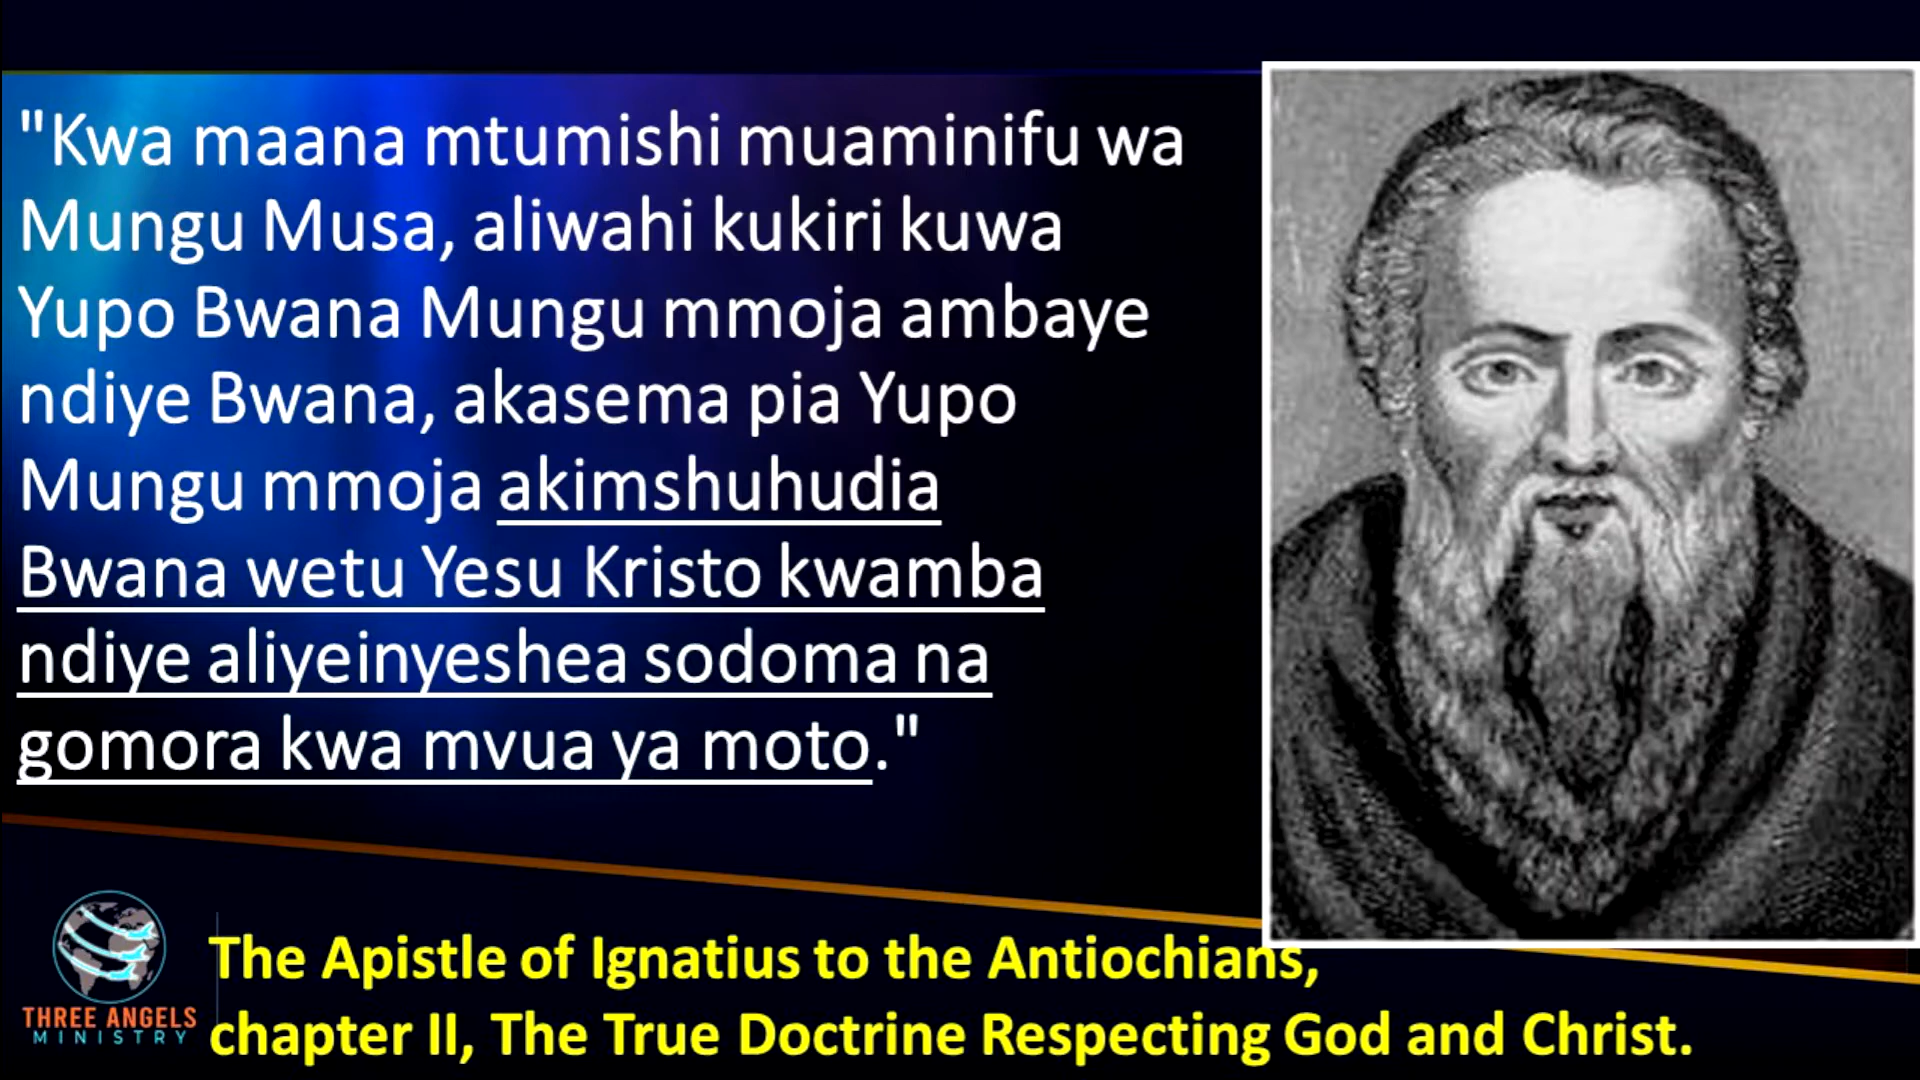 "Kwa maana mtumishi muaminifu wa
Mungu Musa, aliwahi kukiri kuwa
Yupo Bwana Mungu mmoja ambaye
ndiye Bwana, akasema pia Yupo
Mungu mmoja akimshuhudia
Bwana wetu Yesu Kristo kwamba
ndiye aliyeinyeshea sodoma na
gomora kwa mvua ya moto."
The Apistle of Ignatius to the Antiochians,
chapter II, The True Doctrine Respecting God and Christ.
THREE ANGELS
MINISTRY